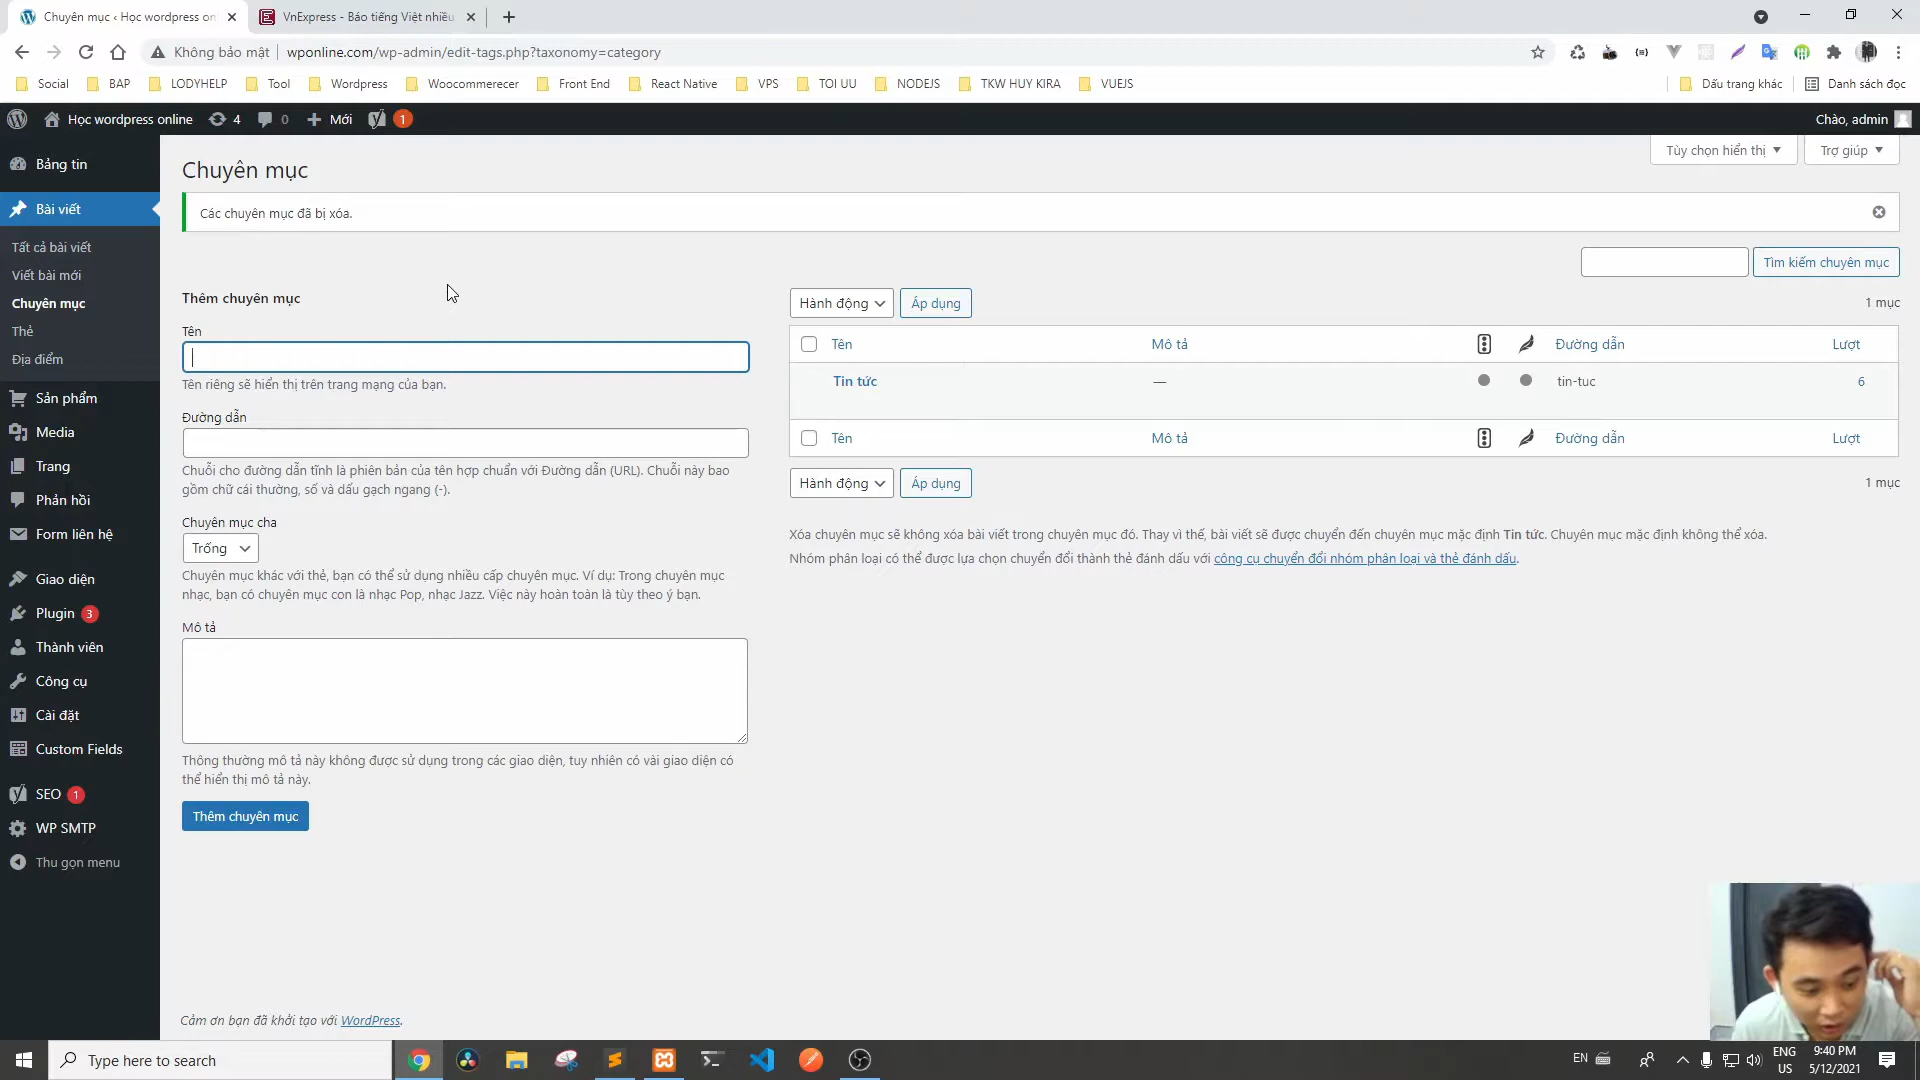 Chuyên mục ‹ Học wordpress on
VnExpress - Báo tiếng Việt nhiều
Không bảo mật
wponline.com/wp-admin/edit-tags.php?taxonomy=category
Social
BAP
LODYHELP
Tool
Wordpress
Woocommerecer
Front End
React Native
VPS
TOI UU
NODEJS
TKW HUY KIRA
VUEJS
Dấu trang khác
Danh sách đọc
Học wordpress online
4
0
Mới
1
Chào, admin
Bảng tin
Bài viết
Tất cả bài viết
Viết bài mới
Chuyên mục
Thẻ
Địa điểm
Sản phẩm
Media
Trang
Phản hồi
Form liên hệ
Giao diện
Plugin 3
Thành viên
Công cụ
Cài đặt
Custom Fields
SEO 1
WP SMTP
Thu gọn menu
Chuyên mục
Tùy chọn hiển thị
Trợ giúp
Các chuyên mục đã bị xóa.
Tìm kiếm chuyên mục
Thêm chuyên mục
Tên
Tên riêng sẽ hiển thị trên trang mạng của bạn.
Đường dẫn
Chuỗi cho đường dẫn tĩnh là phiên bản của tên hợp chuẩn với Đường dẫn (URL). Chuỗi này bao
gồm chữ cái thường, số và dấu gạch ngang (-).
Chuyên mục cha
Trống
Chuyên mục khác với thẻ, bạn có thể sử dụng nhiều cấp chuyên mục. Ví dụ: Trong chuyên mục
nhạc, bạn có chuyên mục con là nhạc Pop, nhạc Jazz. Việc này hoàn toàn là tùy theo ý bạn.
Mô tả
Thông thường mô tả này không được sử dụng trong các giao diện, tuy nhiên có vài giao diện có
thể hiển thị mô tả này.
Thêm chuyên mục
Hành động
Áp dụng
1 mục
Tên
Mô tả
Đường dẫn
Lượt
Tin tức
—
tin-tuc
6
Tên
Mô tả
Đường dẫn
Lượt
Hành động
Áp dụng
1 mục
Xóa chuyên mục sẽ không xóa bài viết trong chuyên mục đó. Thay vì thế, bài viết sẽ được chuyển đến chuyên mục mặc định Tin tức. Chuyên mục mặc định không thể xóa.
Nhóm phân loại có thể được lựa chọn chuyển đổi thành thẻ đánh dấu với công cụ chuyển đổi nhóm phân loại và thẻ đánh dấu.
Cảm ơn bạn đã khởi tạo với WordPress.
Type here to search
EN
ENG
US
9:40 PM
5/12/2021